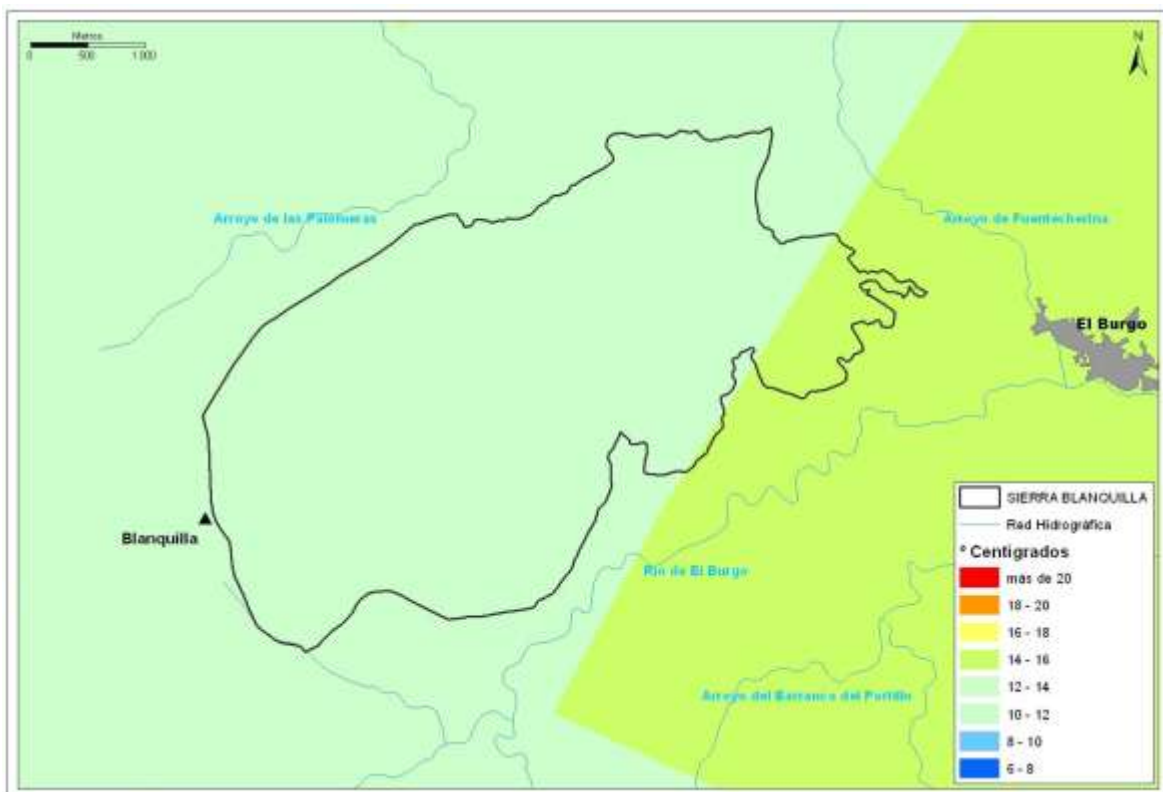 Metros
0 500 1.000
N
Arroyo de las Palomeras
Arroyo de Fuentecherina
El Burgo
Blanquilla
Río de El Burgo
Arroyo del Barranco del Portillo
SIERRA BLANQUILLA
Red Hidrográfica
º Centigrados
más de 20
18 - 20
16 - 18
14 - 16
12 - 14
10 - 12
8 - 10
6 - 8